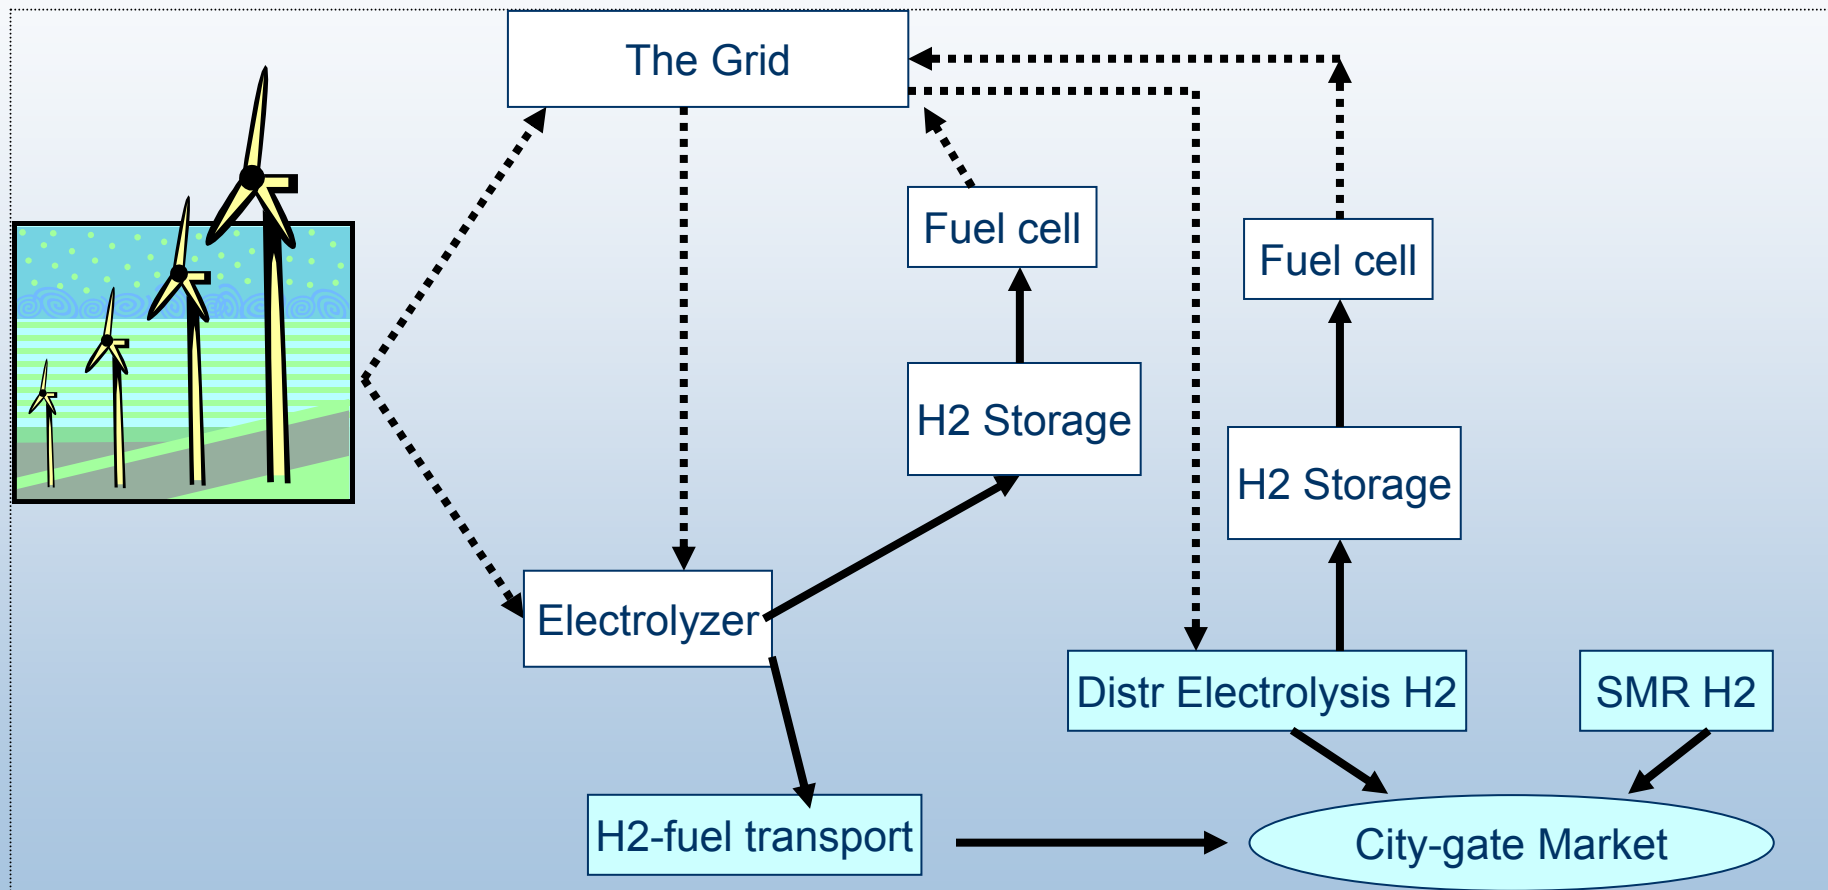 The Grid
Fuel cell
Fuel cell
H2 Storage
H2 Storage
Electrolyzer
Distr Electrolysis H2
SMR H2
H2-fuel transport
City-gate Market